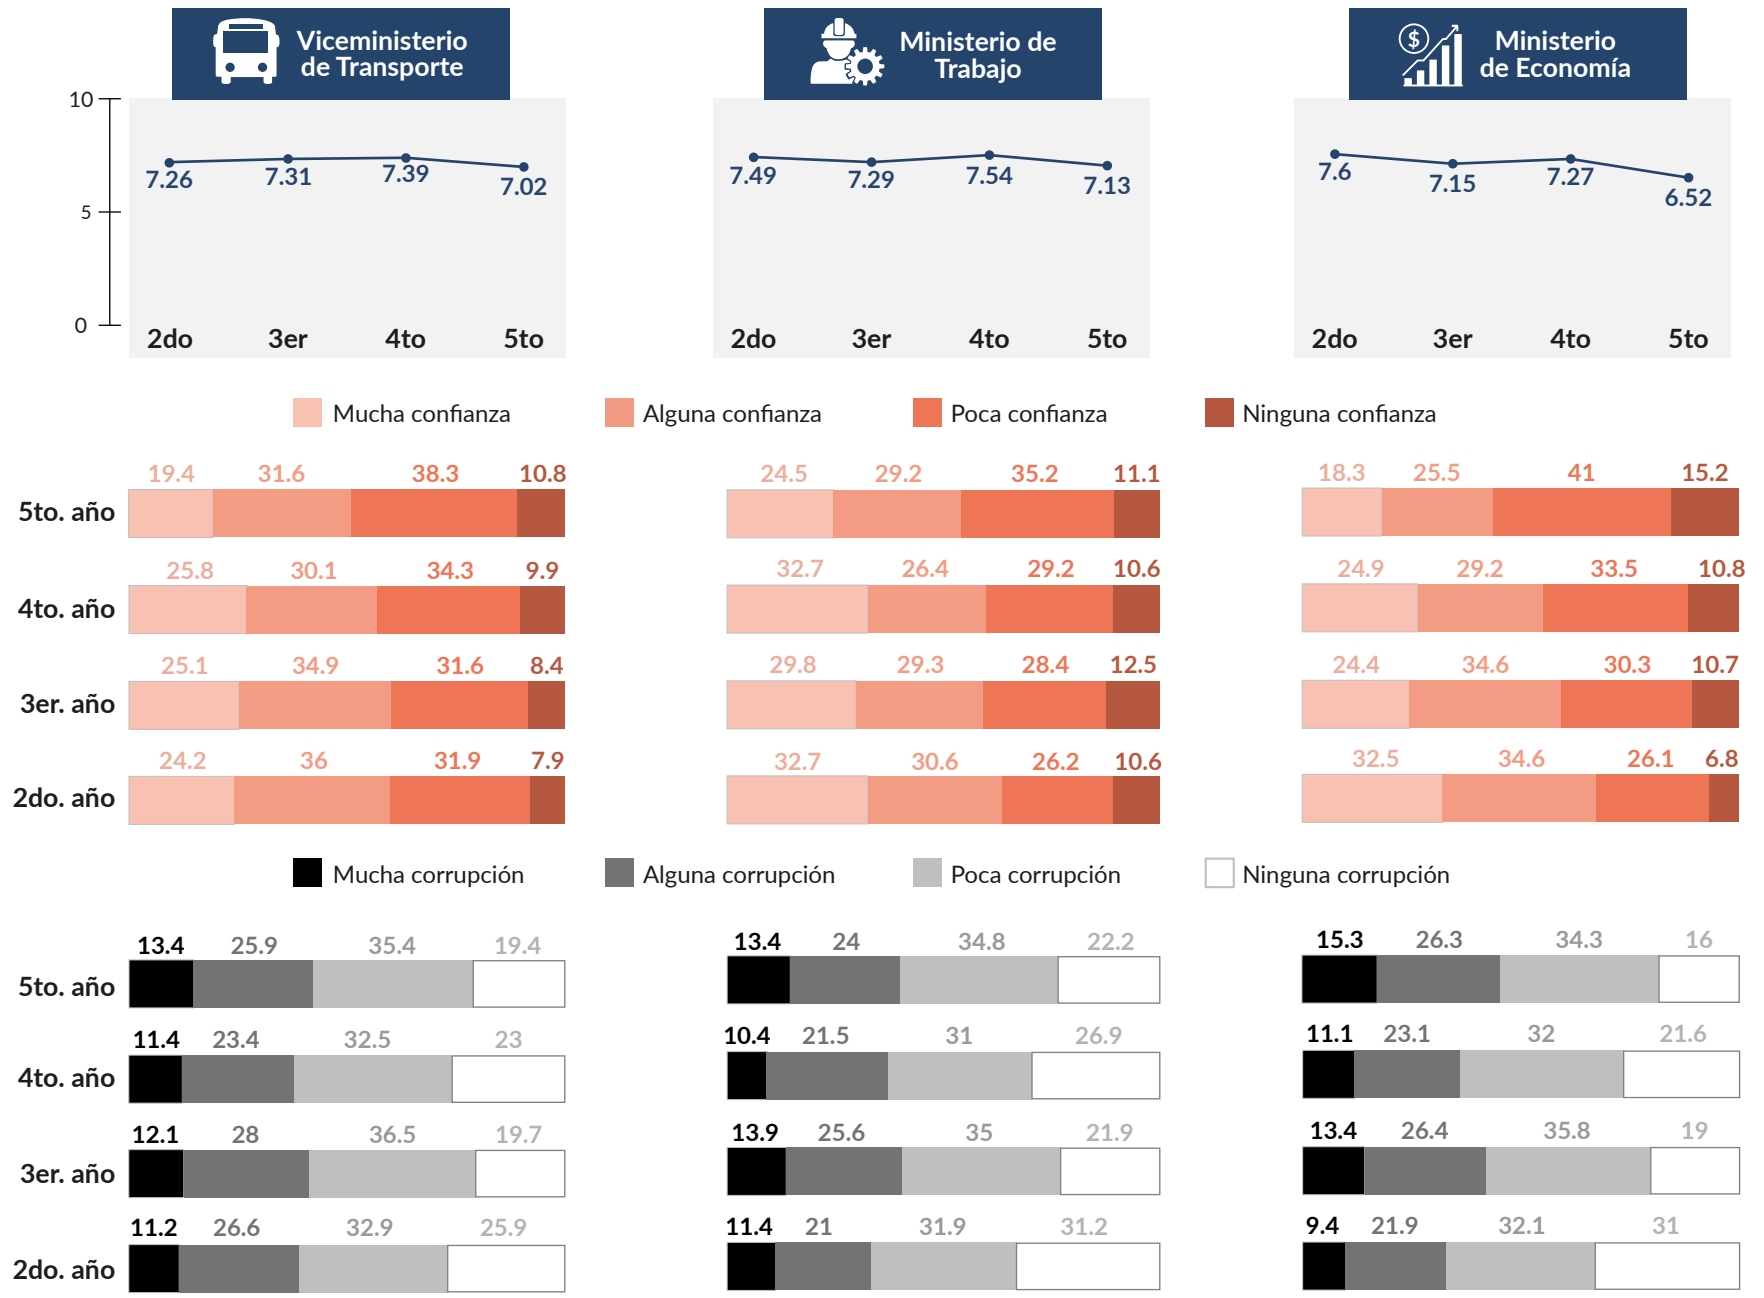 Viceministerio
de Transporte
Ministerio de
Trabajo
$
Ministerio
de Economía
10
5
0
7.26 7.31 7.39 7.02
7.49 7.29 7.54 7.13
7.6 7.15 7.27 6.52
2do 3er 4to 5to
2do 3er 4to 5to
2do 3er 4to 5to
Mucha confianza Alguna confianza Poca confianza Ninguna confianza
19.4 31.6 38.3 10.8 24.5 29.2 35.2 11.1 18.3 25.5 41 15.2
5to. año
25.8 30.1 34.3 9.9 32.7 26.4 29.2 10.6 24.9 29.2 33.5 10.8
4to. año
25.1 34.9 31.6 8.4 29.8 29.3 28.4 12.5 24.4 34.6 30.3 10.7
3er. año
24.2 36 31.9 7.9 32.7 30.6 26.2 10.6 32.5 34.6 26.1 6.8
2do. año
Mucha corrupción Alguna corrupción Poca corrupción Ninguna corrupción
13.4 25.9 35.4 19.4 13.4 24 34.8 22.2 15.3 26.3 34.3 16
5to. año
11.4 23.4 32.5 23 10.4 21.5 31 26.9 11.1 23.1 32 21.6
4to. año
12.1 28 36.5 19.7 13.9 25.6 35 21.9 13.4 26.4 35.8 19
3er. año
11.2 26.6 32.9 25.9 11.4 21 31.9 31.2 9.4 21.9 32.1 31
2do. año